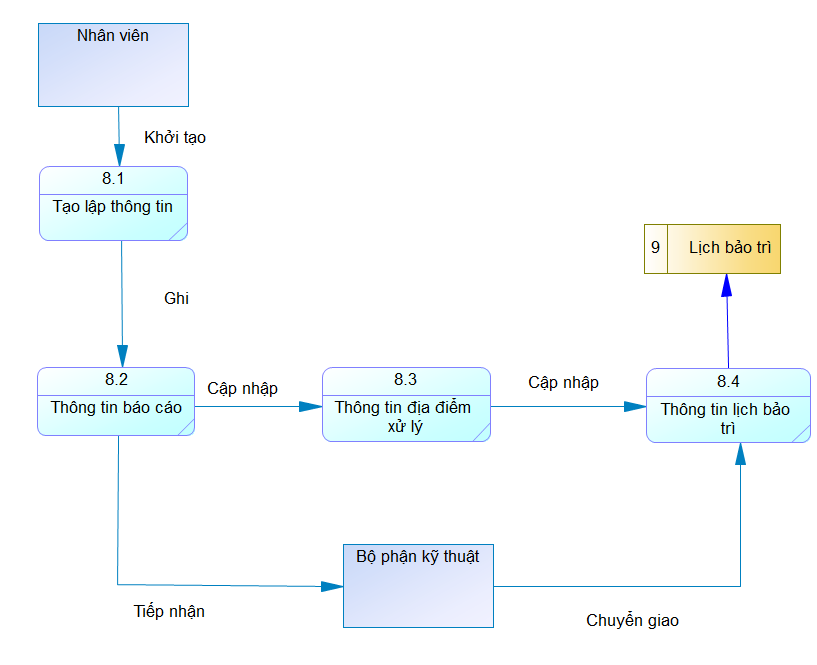 Nhân viên
Khởi tạo
8.1
Tạo lập thông tin
9
Lịch bảo trì
Ghi
8.2
Thông tin báo cáo
Cập nhập
8.3
Thông tin địa điểm
xử lý
Cập nhập
8.4
Thông tin lịch bảo
trì
Bộ phận kỹ thuật
Tiếp nhận
Chuyển giao